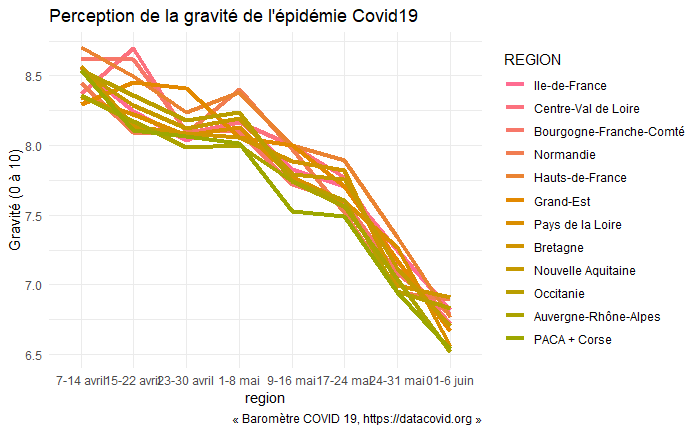 Perception de la gravité de l'épidémie Covid19
Gravité (0 à 10)
8.5
8.0
7.5
7.0
6.5
7-14 avril
15-22 avril
23-30 avril
1-8 mai
9-16 mai
17-24 mai
24-31 mai
01-6 juin
region
« Baromètre COVID 19, https://datacovid.org »
REGION
Ile-de-France
Centre-Val de Loire
Bourgogne-Franche-Comté
Normandie
Hauts-de-France
Grand-Est
Pays de la Loire
Bretagne
Nouvelle Aquitaine
Occitanie
Auvergne-Rhône-Alpes
PACA + Corse